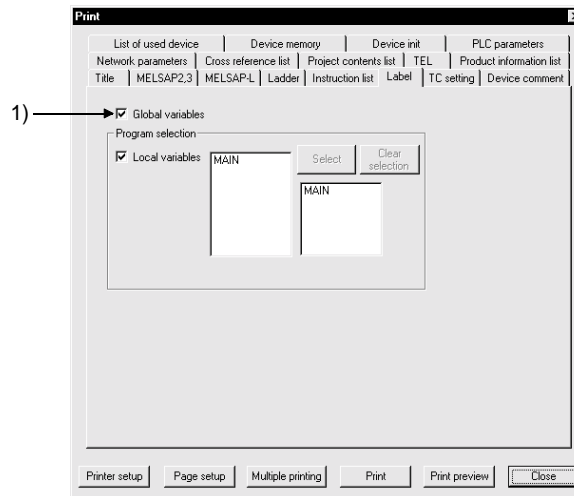 Print
List of used device Device memory Device init PLC parameters
Network parameters Cross reference list Project contents list TEL Product information list
Title MELSAP2,3 MELSAP-L Ladder Instruction list Label TC setting Device comment
1) Global variables
Program selection
Local variables MAIN Select Clear selection
MAIN
Printer setup Page setup Multiple printing Print Print preview Close